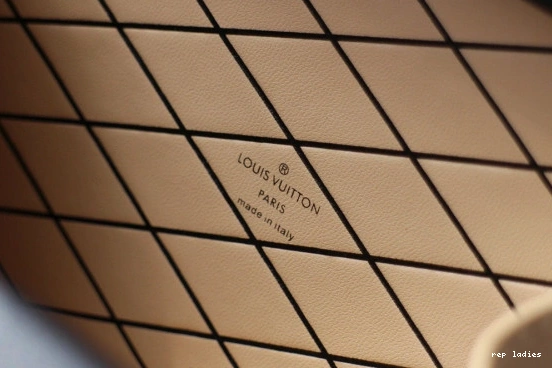 ®
LOUIS VUITTON
PARIS
made in italy
rep ladies